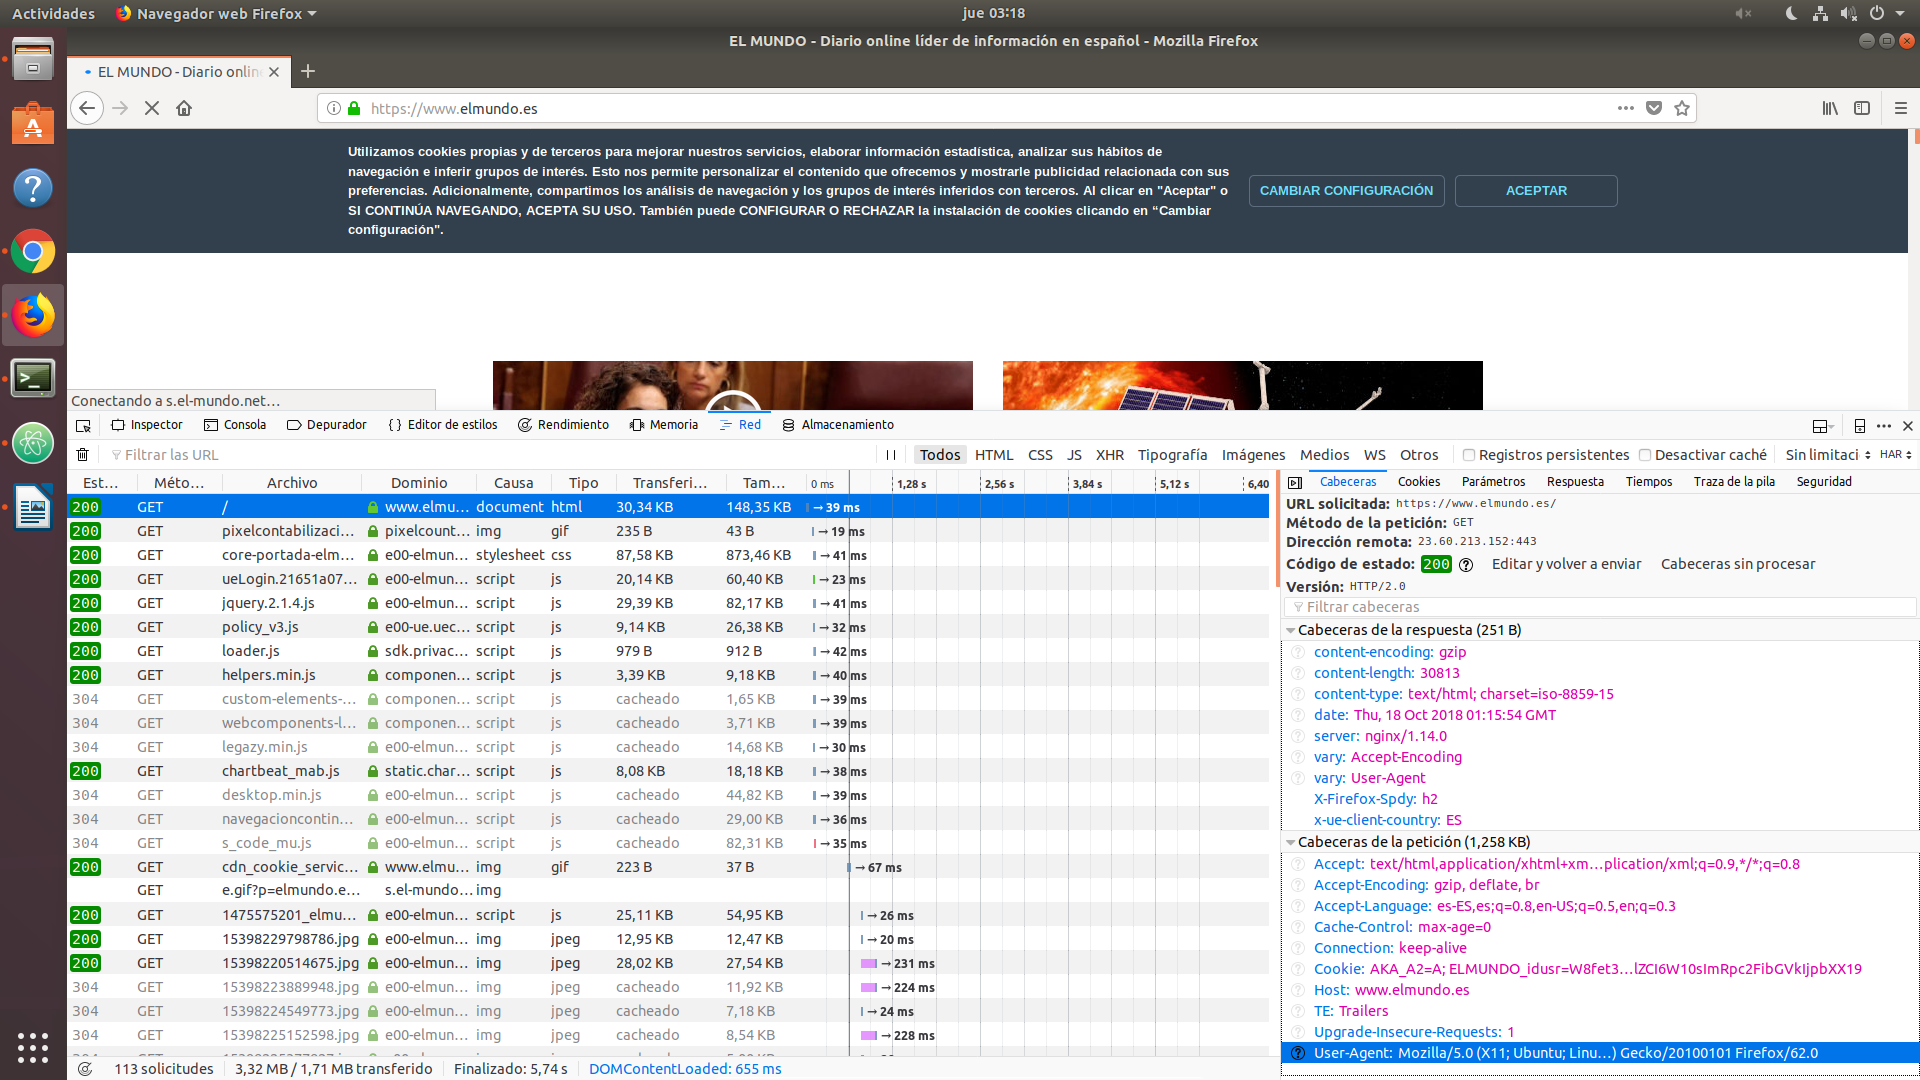 Actividades Navegador web Firefox jue 03:18
EL MUNDO - Diario online líder de información en español - Mozilla Firefox
EL MUNDO - Diario onlin
https://www.elmundo.es
Utilizamos cookies propias y de terceros para mejorar nuestros servicios, elaborar información estadística, analizar sus hábitos de
navegación e inferir grupos de interés. Esto nos permite personalizar el contenido que ofrecemos y mostrarle publicidad relacionada con sus
preferencias. Adicionalmente, compartimos los análisis de navegación y los grupos de interés inferidos con terceros. Al clicar en "Aceptar" o
SI CONTINÚA NAVEGANDO, ACEPTA SU USO. También puede CONFIGURAR O RECHAZAR la instalación de cookies clicando en “Cambiar
configuración".
CAMBIAR CONFIGURACIÓN ACEPTAR
Conectando a s.el-mundo.net…
Inspector Consola Depurador Editor de estilos Rendimiento Memoria Red Almacenamiento
Filtrar las URL Todos HTML CSS JS XHR Tipografía Imágenes Medios WS Otros Registros persistentes Desactivar caché Sin limitaci HAR
Est… Méto… Archivo Dominio Causa Tipo Transferi… Tam… 0 ms 1,28 s 2,56 s 3,84 s 5,12 s 6,40
200 GET / www.elmu… document html 30,34 KB 148,35 KB → 39 ms
200 GET pixelcontabilizaci… pixelcount… img gif 235 B 43 B → 19 ms
200 GET core-portada-elm… e00-elmun… stylesheet css 87,58 KB 873,46 KB → 41 ms
200 GET ueLogin.21651a07… e00-elmun… script js 20,14 KB 60,40 KB → 23 ms
200 GET jquery.2.1.4.js e00-elmun… script js 29,39 KB 82,17 KB → 41 ms
200 GET policy_v3.js e00-ue.uec… script js 9,14 KB 26,38 KB → 32 ms
200 GET loader.js sdk.privac… script js 979 B 912 B → 42 ms
200 GET helpers.min.js componen… script js 3,39 KB 9,18 KB → 40 ms
304 GET custom-elements-… componen… script js cacheado 1,65 KB → 39 ms
304 GET webcomponents-l… componen… script js cacheado 3,71 KB → 39 ms
304 GET legazy.min.js e00-elmun… script js cacheado 14,68 KB → 30 ms
200 GET chartbeat_mab.js static.char… script js 8,08 KB 18,18 KB → 38 ms
304 GET desktop.min.js e00-elmun… script js cacheado 44,82 KB → 39 ms
304 GET navegacioncontin… e00-elmun… script js cacheado 29,00 KB → 36 ms
304 GET s_code_mu.js e00-elmun… script js cacheado 82,31 KB → 35 ms
200 GET cdn_cookie_servic… www.elmu… img gif 223 B 37 B → 67 ms
GET e.gif?p=elmundo.e… s.el-mundo… img
200 GET 1475575201_elmu… e00-elmun… script js 25,11 KB 54,95 KB → 26 ms
200 GET 15398229798786.jpg e00-elmun… img jpeg 12,95 KB 12,47 KB → 20 ms
200 GET 15398220514675.jpg e00-elmun… img jpeg 28,02 KB 27,54 KB → 231 ms
304 GET 15398223889948.jpg e00-elmun… img jpeg cacheado 11,92 KB → 224 ms
304 GET 15398224549773.jpg e00-elmun… img jpeg cacheado 7,18 KB → 24 ms
304 GET 15398225152598.jpg e00-elmun… img jpeg cacheado 8,54 KB → 228 ms
113 solicitudes 3,32 MB / 1,71 MB transferido Finalizado: 5,74 s DOMContentLoaded: 655 ms
Cabeceras Cookies Parámetros Respuesta Tiempos Traza de la pila Seguridad
URL solicitada: https://www.elmundo.es/
Método de la petición: GET
Dirección remota: 23.60.213.152:443
Código de estado: 200 Editar y volver a enviar Cabeceras sin procesar
Versión: HTTP/2.0
Filtrar cabeceras
Cabeceras de la respuesta (251 B)
content-encoding: gzip
content-length: 30813
content-type: text/html; charset=iso-8859-15
date: Thu, 18 Oct 2018 01:15:54 GMT
server: nginx/1.14.0
vary: Accept-Encoding
vary: User-Agent
X-Firefox-Spdy: h2
x-ue-client-country: ES
Cabeceras de la petición (1,258 KB)
Accept: text/html,application/xhtml+xm…plication/xml;q=0.9,*/*;q=0.8
Accept-Encoding: gzip, deflate, br
Accept-Language: es-ES,es;q=0.8,en-US;q=0.5,en;q=0.3
Cache-Control: max-age=0
Connection: keep-alive
Cookie: AKA_A2=A; ELMUNDO_idusr=W8fet3…lZCI6W10sImRpc2FibGVkIjpbXX19
Host: www.elmundo.es
TE: Trailers
Upgrade-Insecure-Requests: 1
User-Agent: Mozilla/5.0 (X11; Ubuntu; Linu…) Gecko/20100101 Firefox/62.0